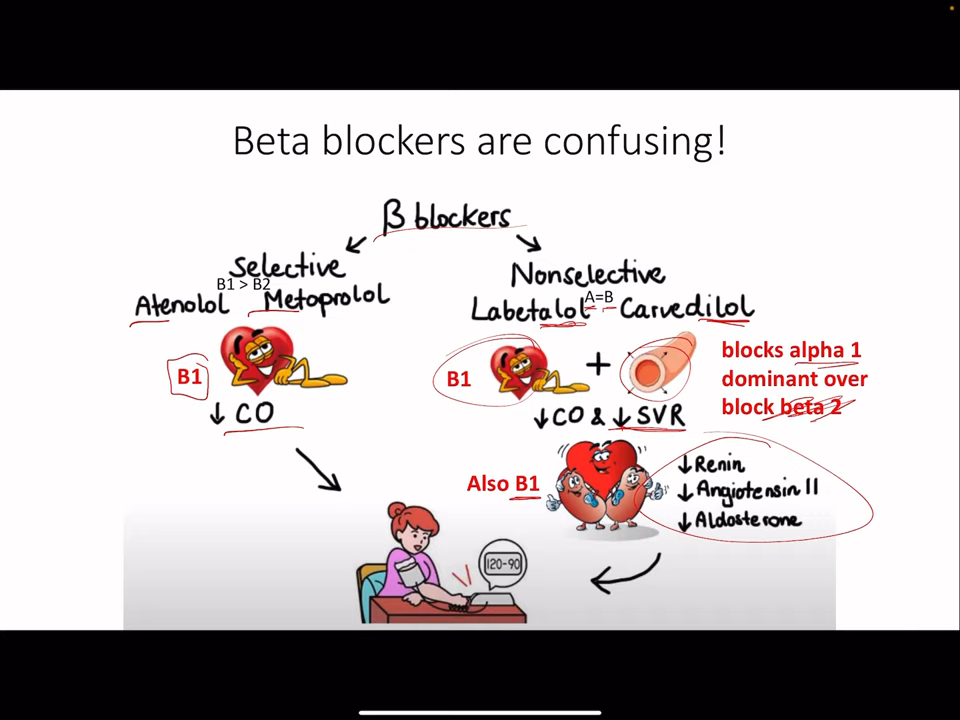 Beta blockers are confusing!
β blockers
Selective
B1 > B2
Atenolol Metoprolol
B1
↓ CO
Nonselective
A=B
Labetalol Carvedilol
B1
+
↓CO & ↓ SVR
blocks alpha 1
dominant over
block beta 2
Also B1
↓Renin
↓Angiotensin II
↓Aldosterone
120-90